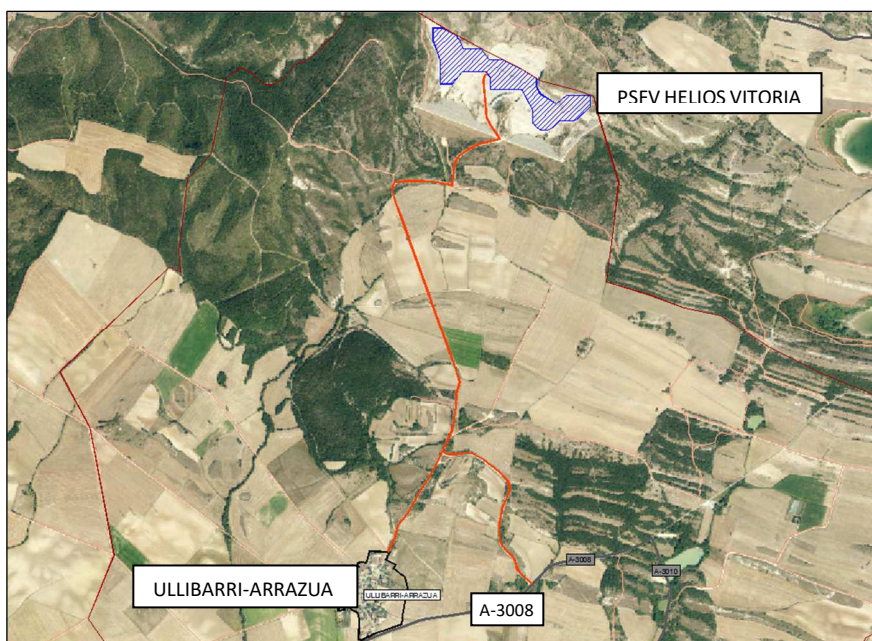 PSFV HELIOS VITORIA
ULLIBARRI-ARRAZUA
ULLIBARRI-ARRAZUA
A-3008
A-3008
A-3010